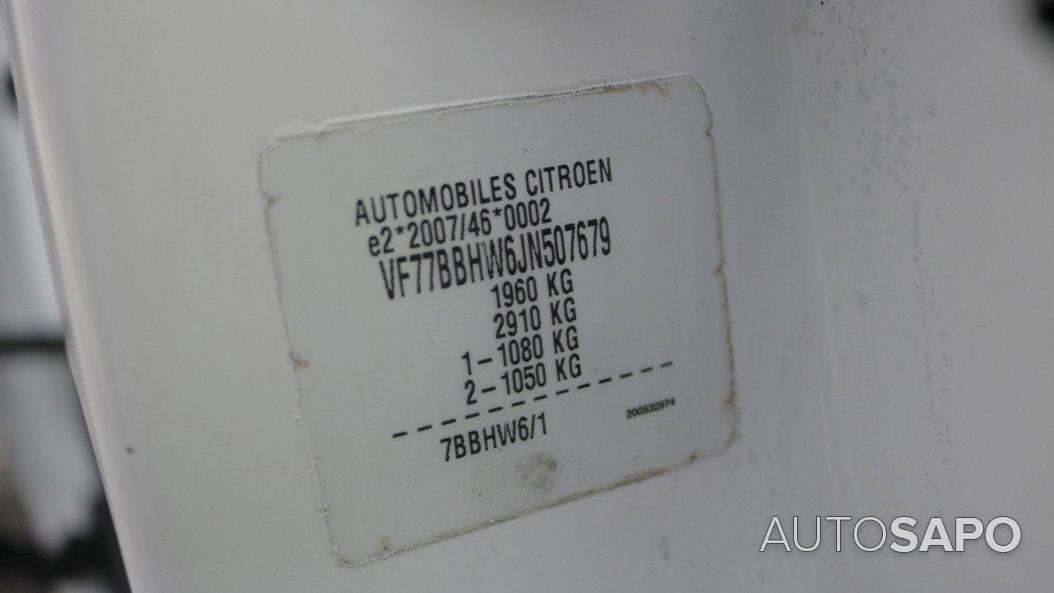 AUTOMOBILES CITROEN
e2*2007/46*0002
VF77BBHW6JN507679
1960 KG
2910 KG
1-1080 KG
2-1050 KG
7BBHW6/1
200532974
AUTOSAPO